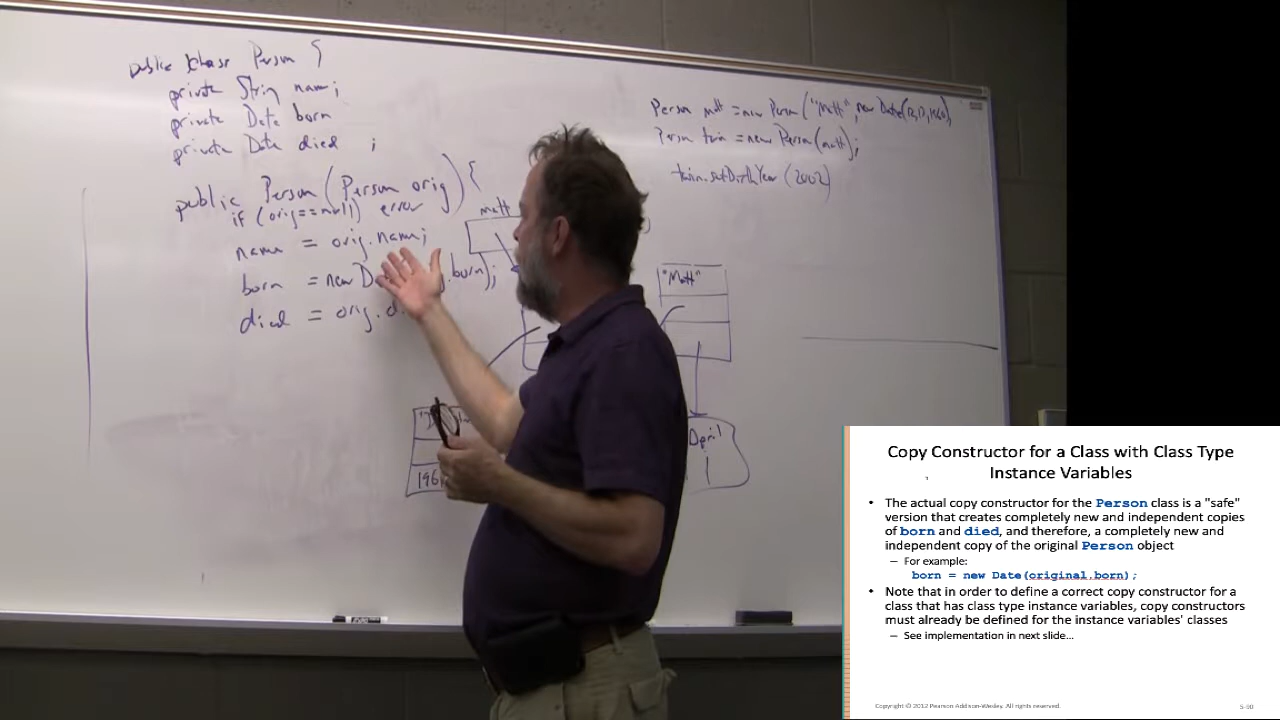 public class Person {
private String name;
private Date born
private Date died ;
public Person (Person orig) {
if (orig==null) error
name = orig.name;
born = new born);
died = orig.
Person matt = new Person ("Matt", new Date(
Person twin = new Person(matt);
twin.setBirthYear (2002)
matt
"Matt"
196
April
1
Copy Constructor for a Class with Class Type
Instance Variables
• The actual copy constructor for the Person class is a "safe"
version that creates completely new and independent copies
of born and died, and therefore, a completely new and
independent copy of the original Person object
– For example:
born = new Date(original.born);
• Note that in order to define a correct copy constructor for a
class that has class type instance variables, copy constructors
must already be defined for the instance variables' classes
– See implementation in next slide...
Copyright © 2012 Pearson Addison-Wesley. All rights reserved.
5-90